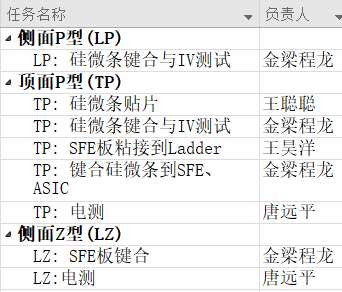 任务名称 负责人
侧面P型(LP)
LP: 硅微条键合与IV测试 金梁程龙
顶面P型(TP)
TP: 硅微条贴片 王聪聪
TP: 硅微条键合与IV测试 金梁程龙
TP: SFE板粘接到Ladder 王昊洋
TP: 键合硅微条到SFE、 金梁程龙
ASIC
TP: 电测 唐远平
侧面Z型(LZ)
LZ: SFE板键合 金梁程龙
LZ:电测 唐远平